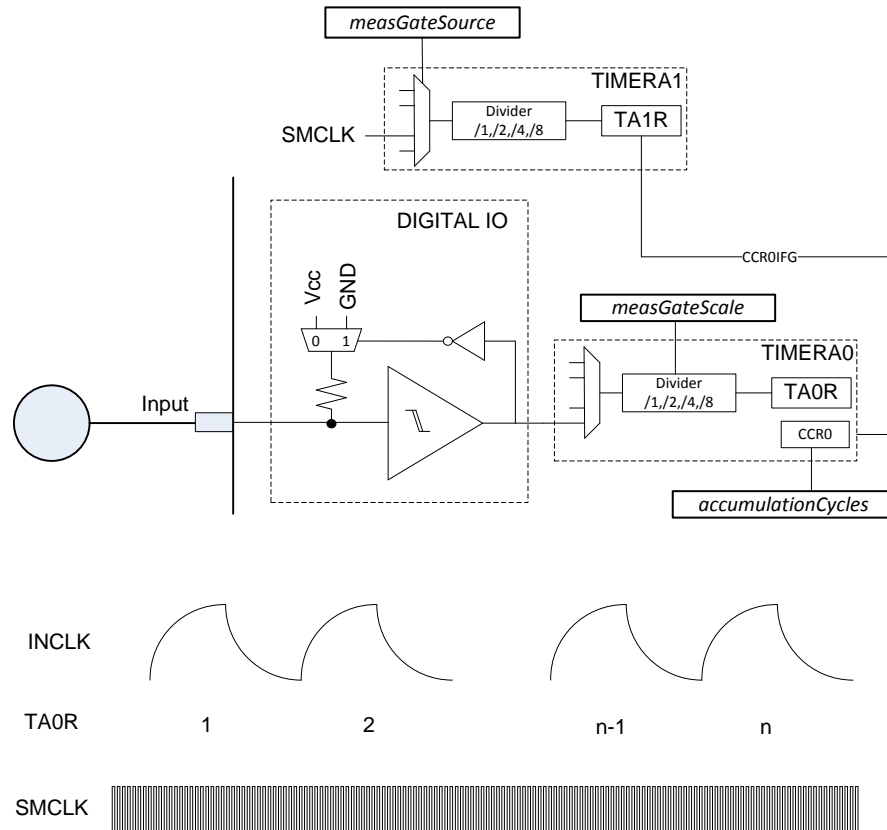 measGateSource
TIMERA1
Divider
/1,/2,/4,/8
TA1R
SMCLK
DIGITAL IO
CCR0IFG
Vcc
GND
measGateScale
0 1
TIMERA0
Divider
/1,/2,/4,/8
TA0R
Input
CCR0
accumulationCycles
INCLK
TA0R 1 2 n-1 n
SMCLK